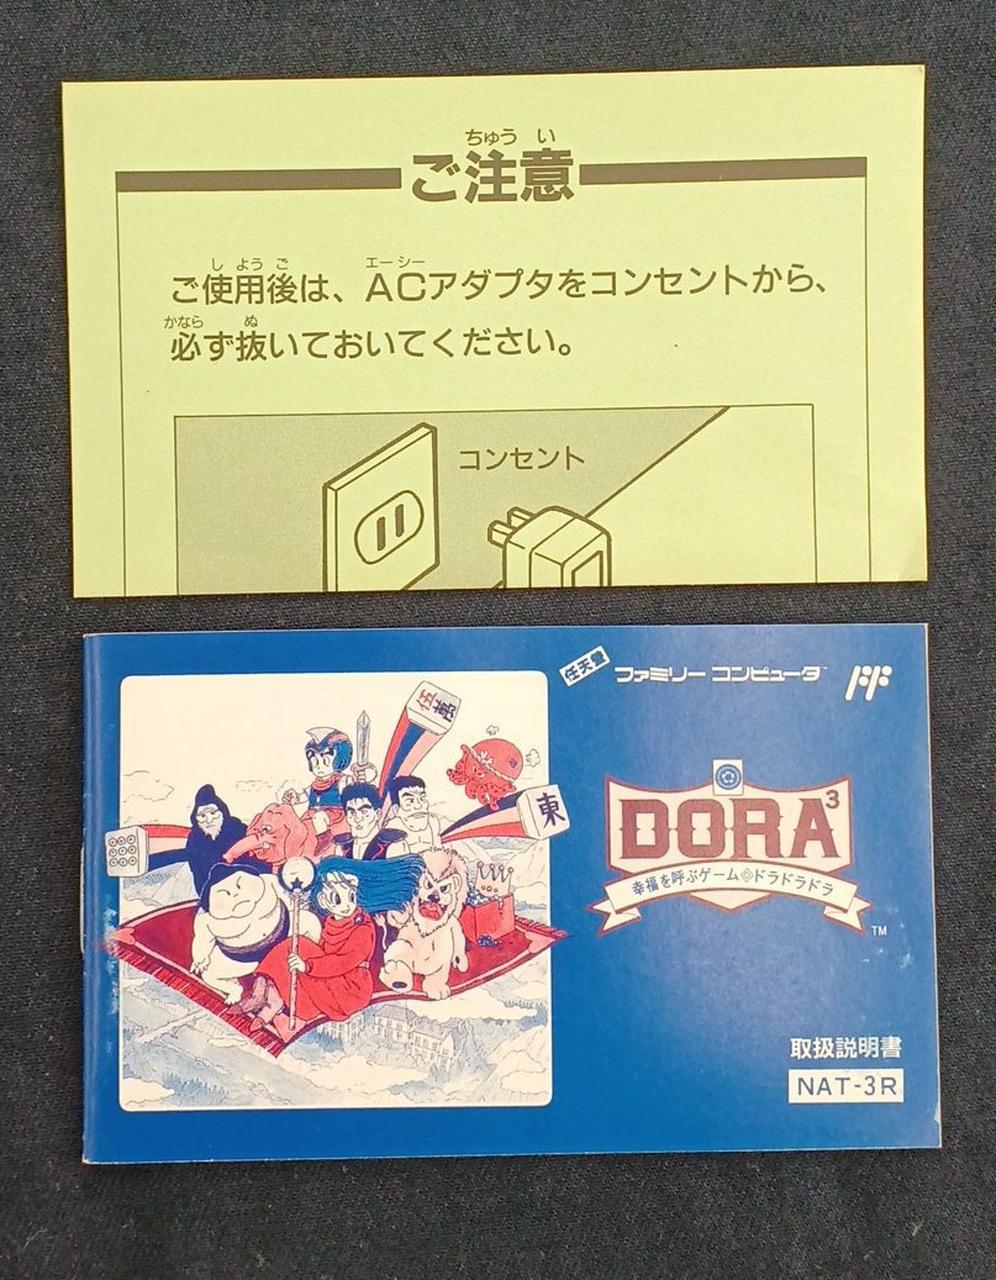 ちゅう い
ご注意
し よう ご エーシー
ご使用後は、ACアダプタをコンセントから、
かなら ぬ
必ず抜いておいてください。
コンセント
任天堂 ファミリー コンピュータ™
伍萬
東
DORA³
幸福を呼ぶゲーム◎ドラドラドラ
TM
取扱説明書
NAT-3R